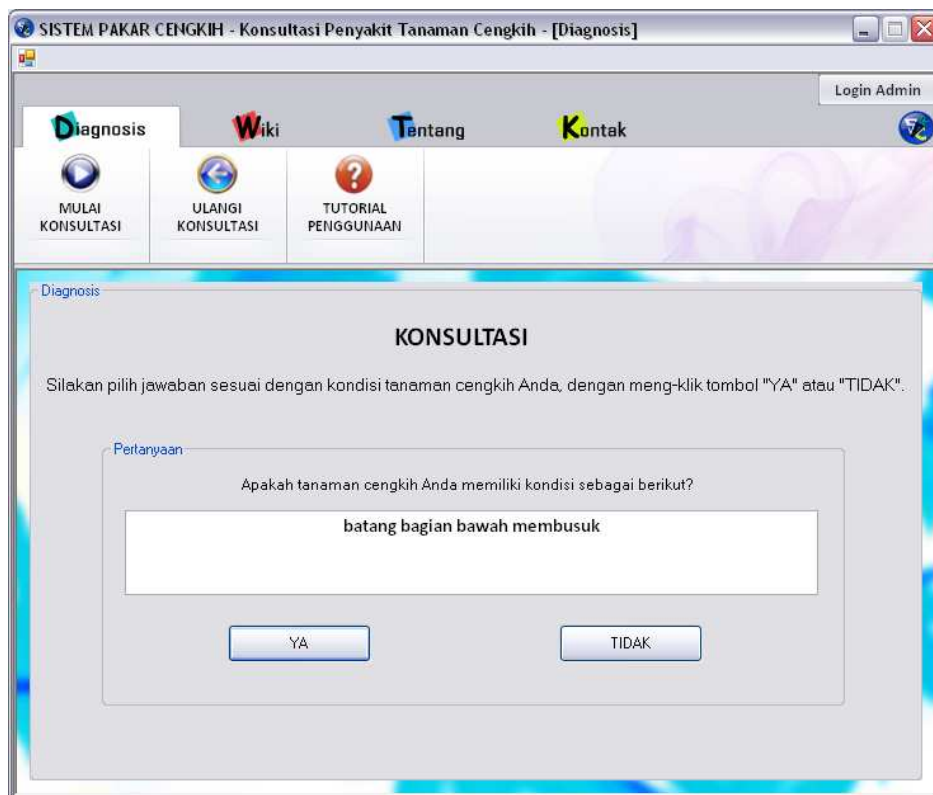 SISTEM PAKAR CENGKIH - Konsultasi Penyakit Tanaman Cengkih - [Diagnosis]
Login Admin
Diagnosis Wiki Tentang Kontak
MULAI KONSULTASI
ULANGI KONSULTASI
TUTORIAL PENGGUNAAN
Diagnosis
KONSULTASI
Silakan pilih jawaban sesuai dengan kondisi tanaman cengkih Anda, dengan meng-klik tombol "YA" atau "TIDAK".
Pertanyaan
Apakah tanaman cengkih Anda memiliki kondisi sebagai berikut?
batang bagian bawah membusuk
YA TIDAK